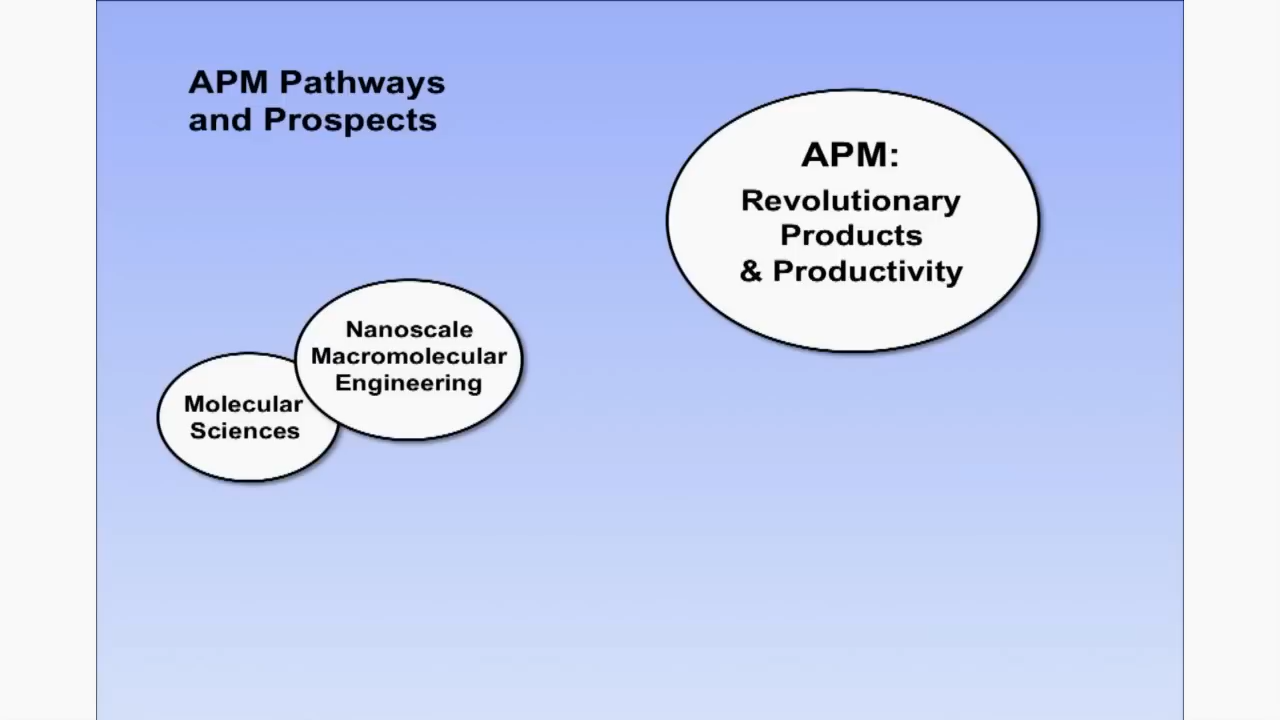 APM Pathways
and Prospects
APM:
Revolutionary
Products
& Productivity
Nanoscale
Macromolecular
Engineering
Molecular
Sciences